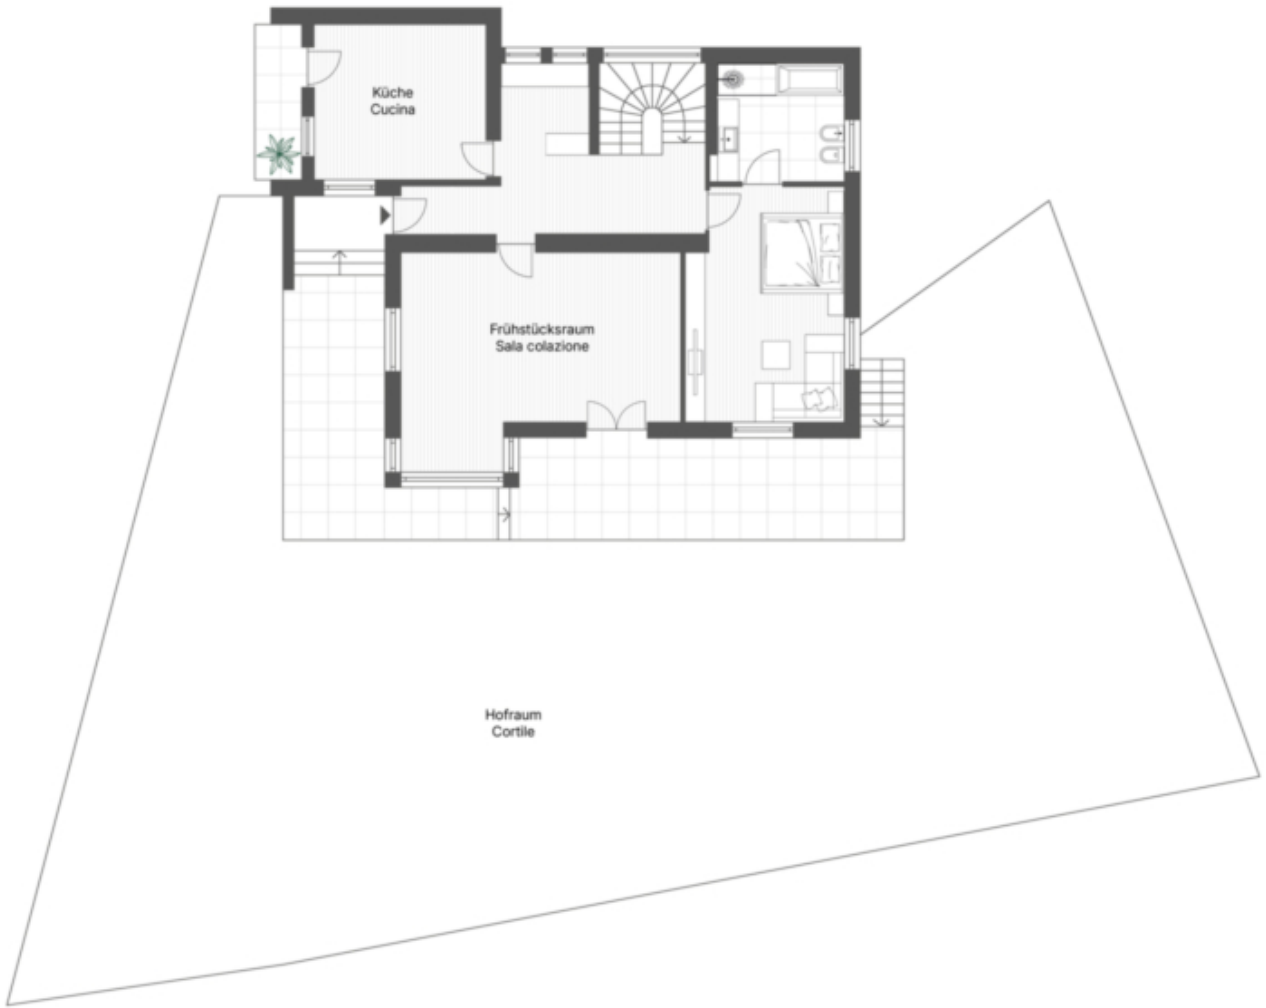 Küche
Cucina
Frühstücksraum
Sala colazione
Hofraum
Cortile